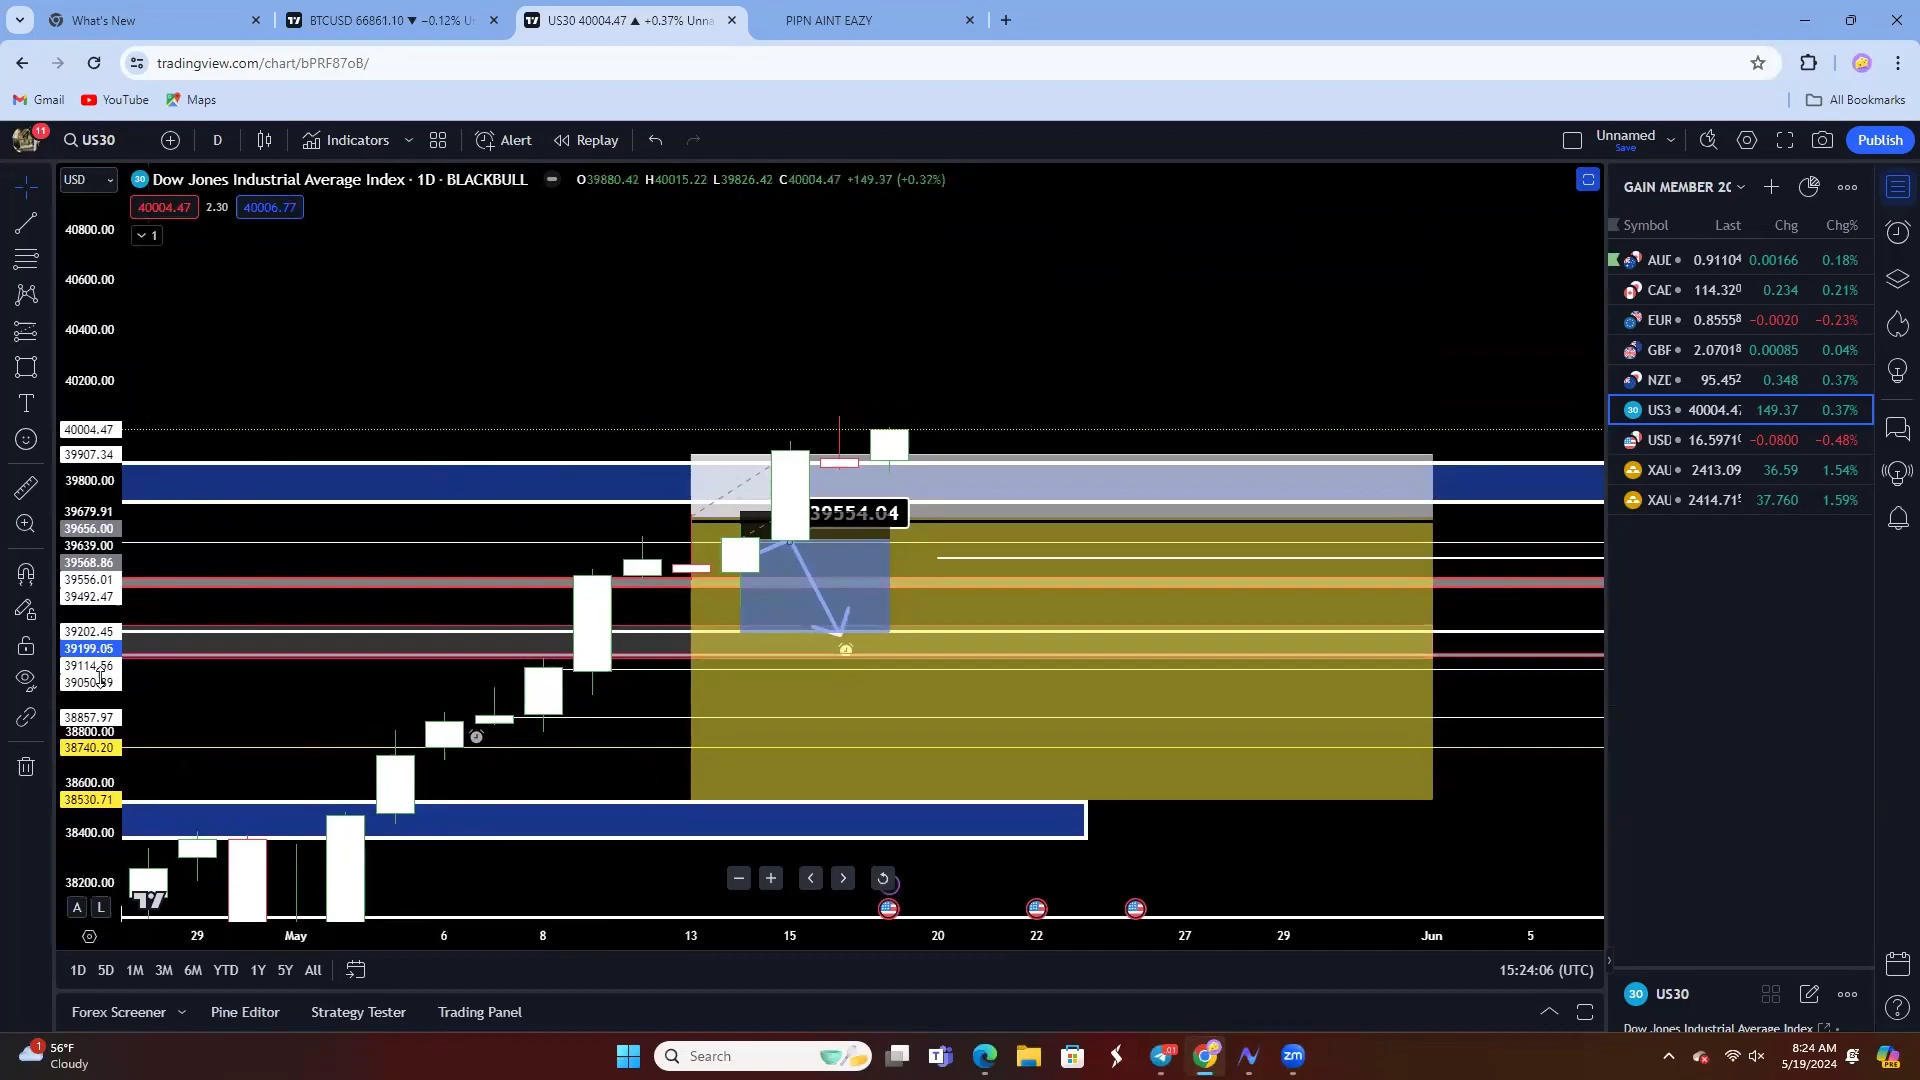 What's New
BTCUSD 66861.10 ▼ −0.12% U
US30 40004.47 ▲ +0.37% Unna
PIPN AINT EAZY
tradingview.com/chart/bPRF87oB/
Gmail
YouTube
Maps
All Bookmarks
11
US30
D
Indicators
Alert
Replay
Unnamed
Save
Publish
USD
30
Dow Jones Industrial Average Index · 1D · BLACKBULL
O39880.42 H40015.22 L39826.42 C40004.47 +149.37 (+0.37%)
40004.47
2.30
40006.77
1
40800.00
40600.00
40400.00
40200.00
40004.47
39907.34
39800.00
39679.91
39656.00
39639.00
39568.86
39556.01
39492.47
39202.45
39199.05
39114.56
38857.97
38800.00
38740.20
38600.00
38530.71
38400.00
38200.00
39554.04
A
L
29
May
6
8
13
15
20
22
27
29
Jun
5
1D
5D
1M
3M
6M
YTD
1Y
5Y
All
15:24:06 (UTC)
Forex Screener
Pine Editor
Strategy Tester
Trading Panel
Symbol Last Chg Chg%
AUD 0.91104 0.00166 0.18%
CAD 114.320 0.234 0.21%
EUR 0.85558 −0.0020 −0.23%
GBP 2.07018 0.00085 0.04%
NZD 95.452 0.348 0.37%
US3 40004.47 149.37 0.37%
USD 16.5971 −0.0800 −0.48%
XAU 2413.09 36.59 1.54%
XAU 2414.715 37.760 1.59%
30
US30
Dow Jones Industrial Average Index
1
56°F
Cloudy
Search
zm
8:24 AM
5/19/2024
PRE